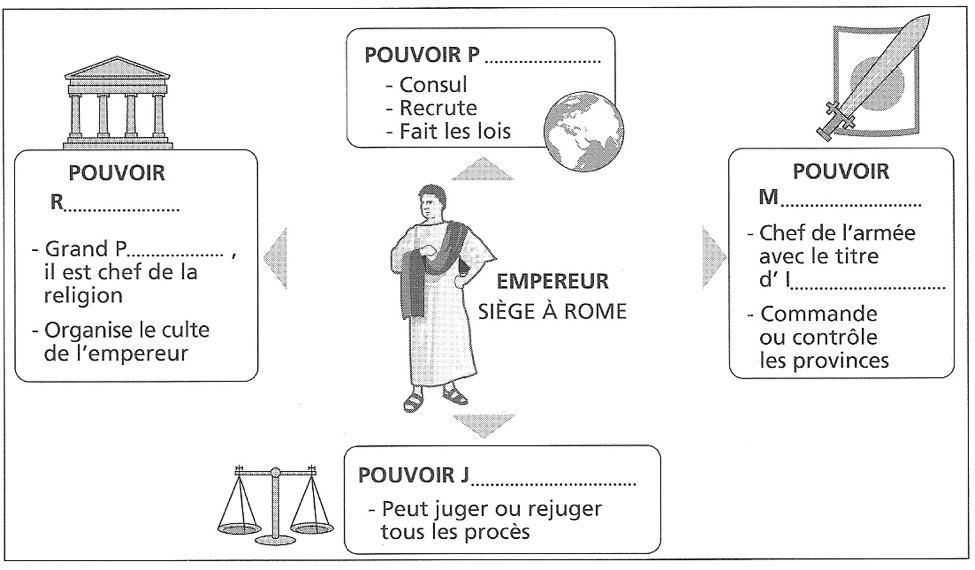 POUVOIR P........................
- Consul
- Recrute
- Fait les lois
POUVOIR
R........................
- Grand P.................... ,
il est chef de la
religion
- Organise le culte
de l'empereur
EMPEREUR
SIÈGE À ROME
POUVOIR
M.............................
- Chef de l'armée
avec le titre
d' I................................
- Commande
ou contrôle
les provinces
POUVOIR J..................................
- Peut juger ou rejuger
tous les procès